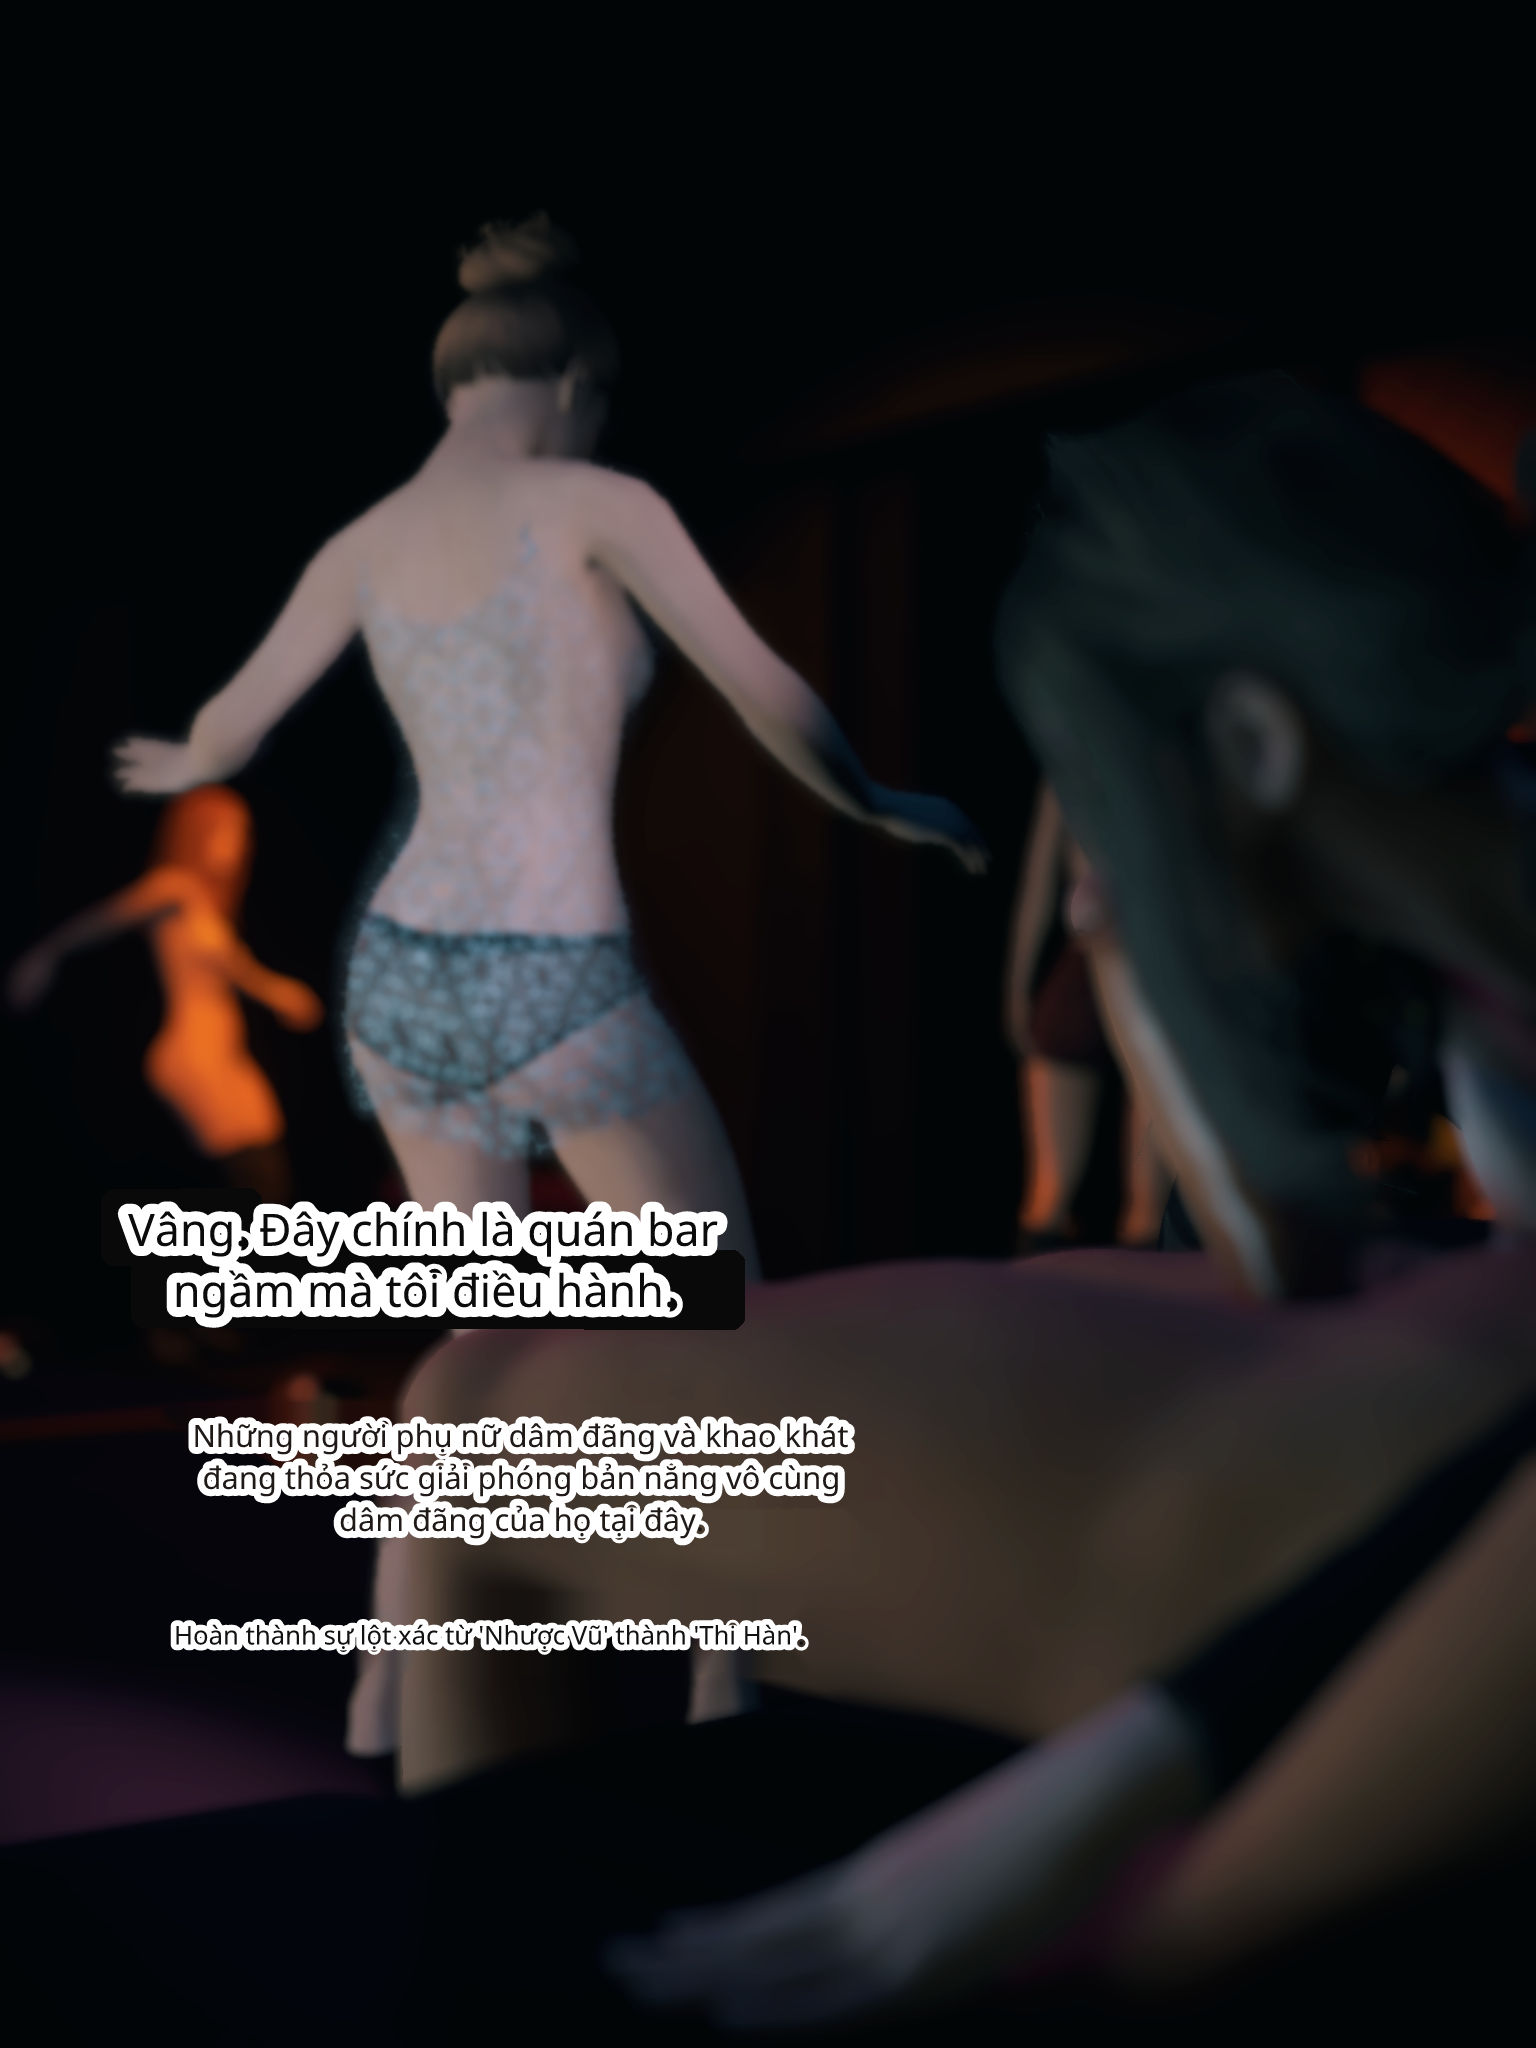 Vâng. Đây chính là quán bar
ngầm mà tôi điều hành.
Những người phụ nữ dâm đãng và khao khát
đang thỏa sức giải phóng bản năng vô cùng
dâm đãng của họ tại đây.
Hoàn thành sự lột xác từ 'Nhược Vũ' thành 'Thi Hàn'.